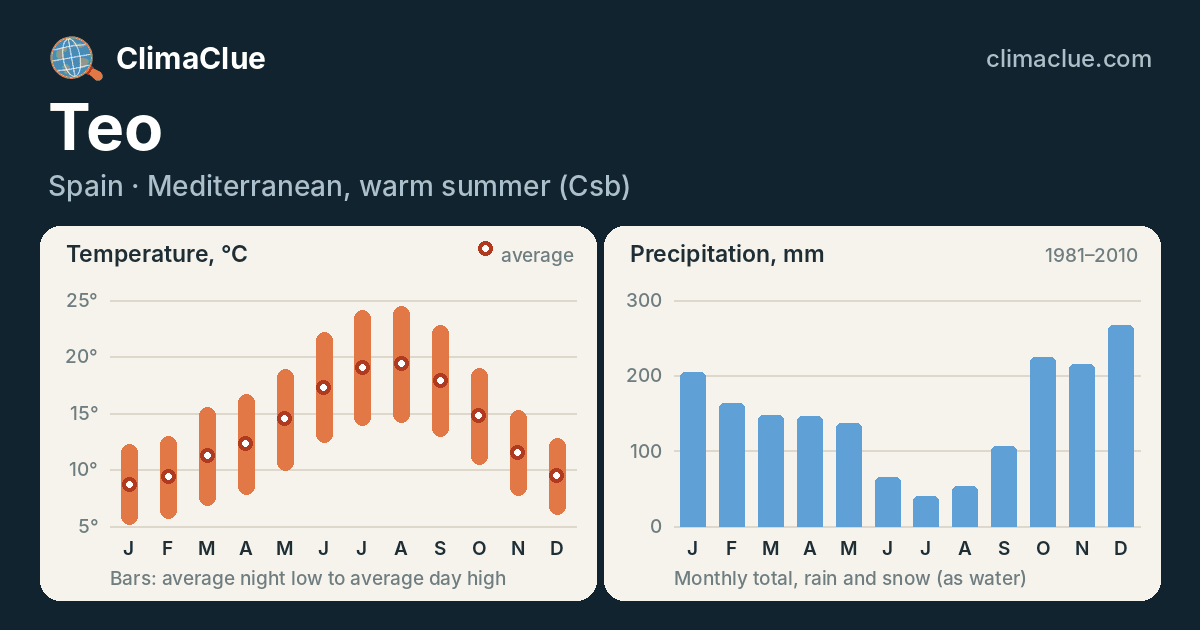 ClimaClue
climaclue.com
Teo
Spain · Mediterranean, warm summer (Csb)
Temperature, °C
average
25°
20°
15°
10°
5°
J F M A M J J A S O N D
Bars: average night low to average day high
Precipitation, mm
1981–2010
300
200
100
0
J F M A M J J A S O N D
Monthly total, rain and snow (as water)